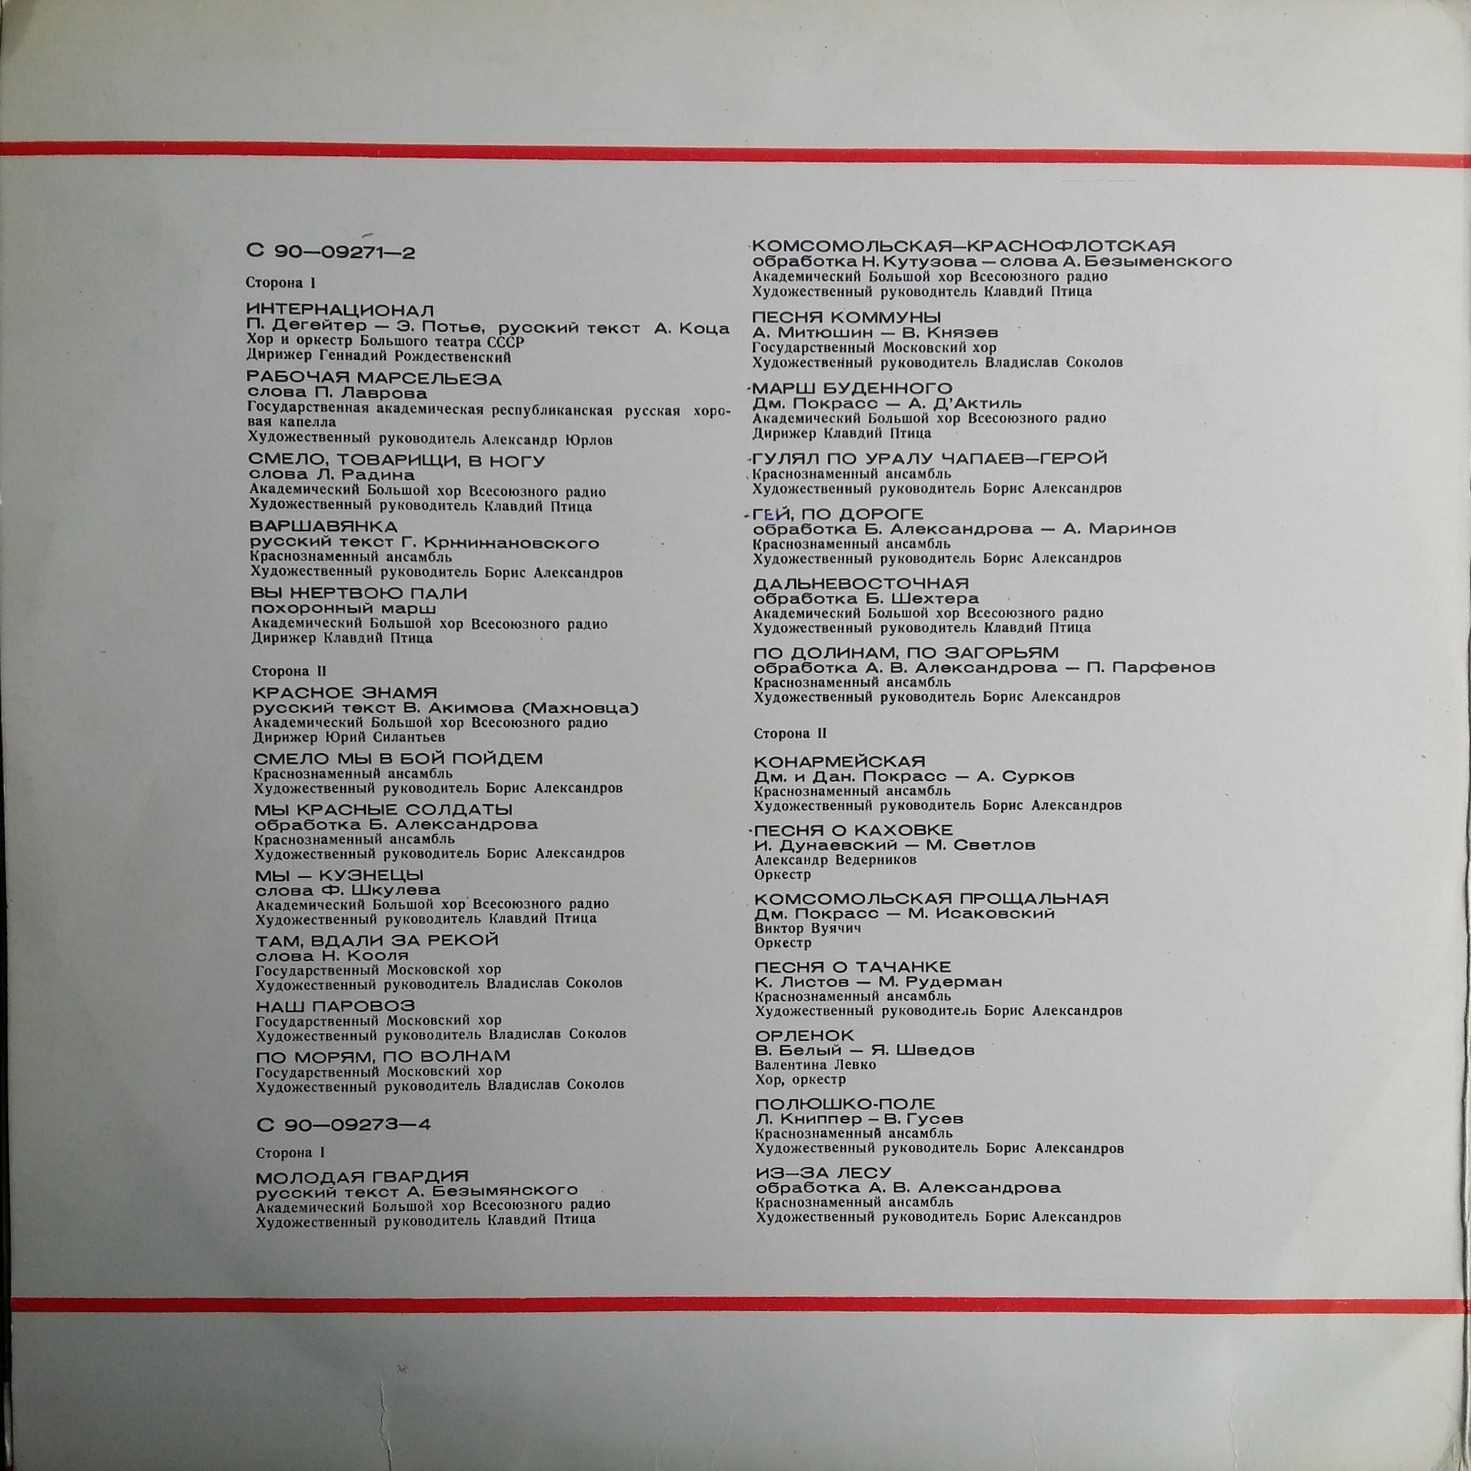 С 90—09271—2
Сторона I
ИНТЕРНАЦИОНАЛ
П. Дегейтер — Э. Потье, русский текст А. Коца
Хор и оркестр Большого театра СССР
Дирижер Геннадий Рождественский
РАБОЧАЯ МАРСЕЛЬЕЗА
слова П. Лаврова
Государственная академическая республиканская русская хоро-
вая капелла
Художественный руководитель Александр Юрлов
СМЕЛО, ТОВАРИЩИ, В НОГУ
слова Л. Радина
Академический Большой хор Всесоюзного радио
Художественный руководитель Клавдий Птица
ВАРШАВЯНКА
русский текст Г. Кржижановского
Краснознаменный ансамбль
Художественный руководитель Борис Александров
ВЫ ЖЕРТВОЮ ПАЛИ
похоронный марш
Академический Большой хор Всесоюзного радио
Дирижер Клавдий Птица
Сторона II
КРАСНОЕ ЗНАМЯ
русский текст В. Акимова (Махновца)
Академический Большой хор Всесоюзного радио
Дирижер Юрий Силантьев
СМЕЛО МЫ В БОЙ ПОЙДЕМ
Краснознаменный ансамбль
Художественный руководитель Борис Александров
МЫ КРАСНЫЕ СОЛДАТЫ
обработка Б. Александрова
Краснознаменный ансамбль
Художественный руководитель Борис Александров
МЫ — КУЗНЕЦЫ
слова Ф. Шкулева
Академический Большой хор Всесоюзного радио
Художественный руководитель Клавдий Птица
ТАМ, ВДАЛИ ЗА РЕКОЙ
слова Н. Кооля
Государственный Московской хор
Художественный руководитель Владислав Соколов
НАШ ПАРОВОЗ
Государственный Московский хор
Художественный руководитель Владислав Соколов
ПО МОРЯМ, ПО ВОЛНАМ
Государственный Московский хор
Художественный руководитель Владислав Соколов
С 90—09273—4
Сторона I
МОЛОДАЯ ГВАРДИЯ
русский текст А. Безымянского
Академический Большой хор Всесоюзного радио
Художественный руководитель Клавдий Птица
КОМСОМОЛЬСКАЯ—КРАСНОФЛОТСКАЯ
обработка Н. Кутузова — слова А. Безыменского
Академический Большой хор Всесоюзного радио
Художественный руководитель Клавдий Птица
ПЕСНЯ КОММУНЫ
А. Митюшин — В. Князев
Государственный Московский хор
Художественный руководитель Владислав Соколов
МАРШ БУДЕННОГО
Дм. Покрасс — А. Д'Актиль
Академический Большой хор Всесоюзного радио
Дирижер Клавдий Птица
ГУЛЯЛ ПО УРАЛУ ЧАПАЕВ—ГЕРОЙ
Краснознаменный ансамбль
Художественный руководитель Борис Александров
ГЕЙ, ПО ДОРОГЕ
обработка Б. Александрова — А. Маринов
Краснознаменный ансамбль
Художественный руководитель Борис Александров
ДАЛЬНЕВОСТОЧНАЯ
обработка Б. Шехтера
Академический Большой хор Всесоюзного радио
Художественный руководитель Клавдий Птица
ПО ДОЛИНАМ, ПО ЗАГОРЬЯМ
обработка А. В. Александрова — П. Парфенов
Краснознаменный ансамбль
Художественный руководитель Борис Александров
Сторона II
КОНАРМЕЙСКАЯ
Дм. и Дан. Покрасс — А. Сурков
Краснознаменный ансамбль
Художественный руководитель Борис Александров
ПЕСНЯ О КАХОВКЕ
И. Дунаевский — М. Светлов
Александр Ведерников
Оркестр
КОМСОМОЛЬСКАЯ ПРОЩАЛЬНАЯ
Дм. Покрасс — М. Исаковский
Виктор Вуячич
Оркестр
ПЕСНЯ О ТАЧАНКЕ
К. Листов — М. Рудерман
Краснознаменный ансамбль
Художественный руководитель Борис Александров
ОРЛЕНОК
В. Белый — Я. Шведов
Валентина Левко
Хор, оркестр
ПОЛЮШКО-ПОЛЕ
Л. Книппер — В. Гусев
Краснознаменный ансамбль
Художественный руководитель Борис Александров
ИЗ—ЗА ЛЕСУ
обработка А. В. Александрова
Краснознаменный ансамбль
Художественный руководитель Борис Александров